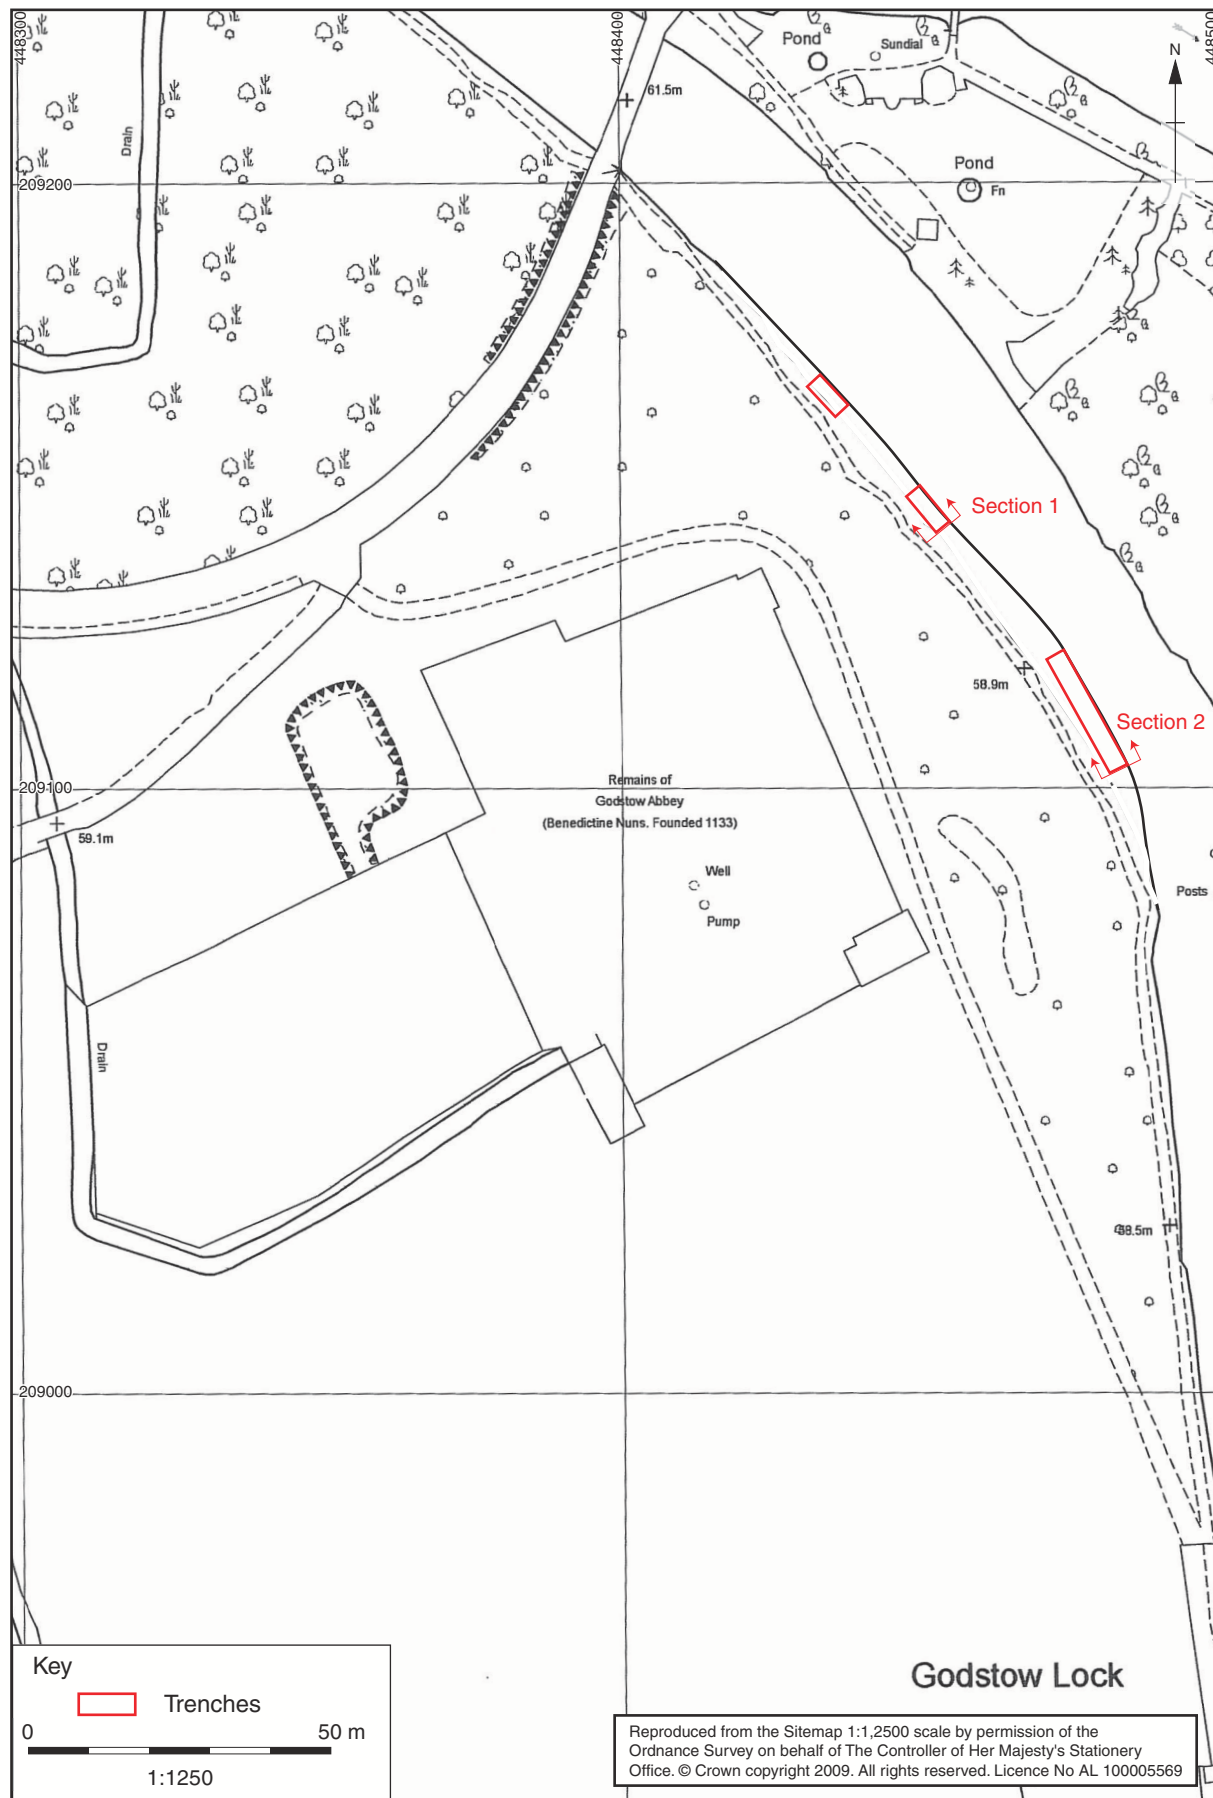 448300
448400
448500
Pond
Sundial
N
61.5m
Drain
Pond
Fn
209200
Section 1
58.9m
Section 2
209100
Remains of
Godstow Abbey
(Benedictine Nuns. Founded 1133)
59.1m
Well
Pump
Posts
Drain
58.5m
209000
Godstow Lock
Key
Trenches
0 50 m
1:1250
Reproduced from the Sitemap 1:1,2500 scale by permission of the
Ordnance Survey on behalf of The Controller of Her Majesty's Stationery
Office. © Crown copyright 2009. All rights reserved. Licence No AL 100005569